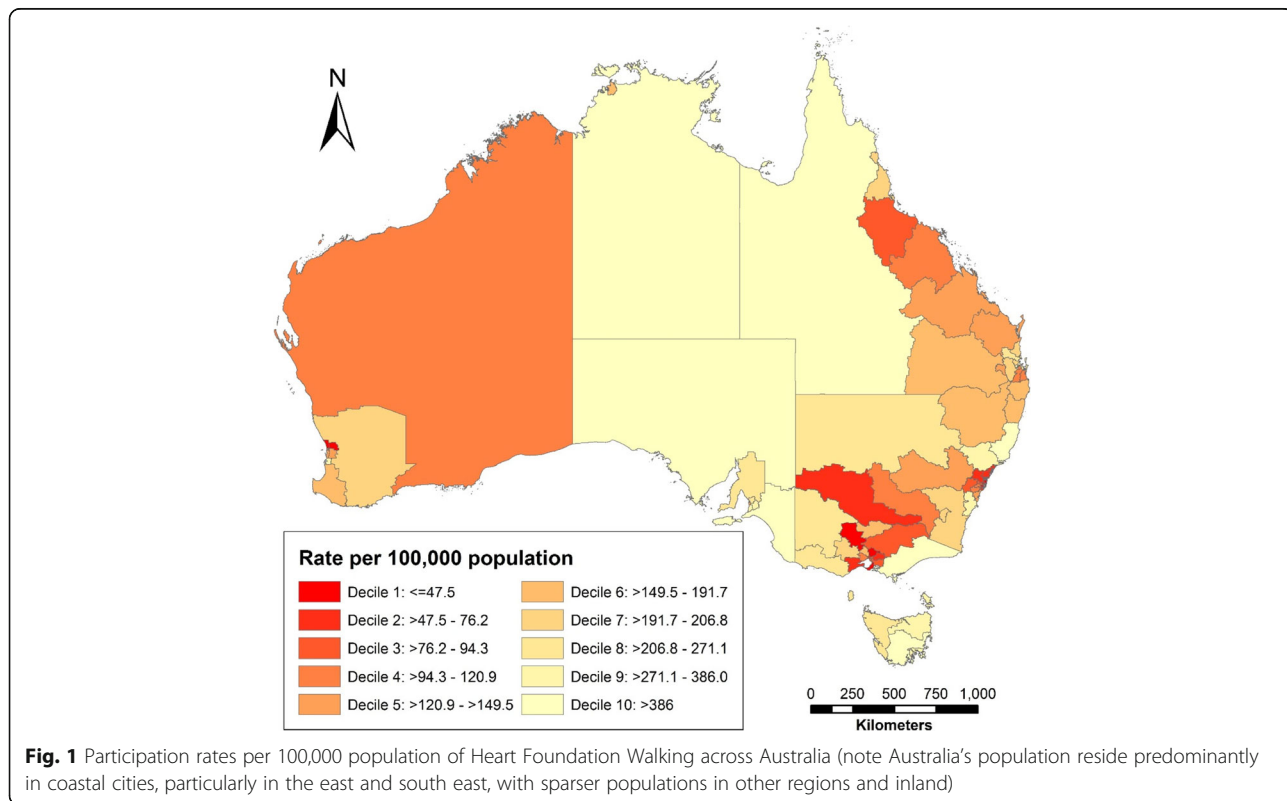 N
Rate per 100,000 population
Decile 1: <=47.5
Decile 2: >47.5 - 76.2
Decile 3: >76.2 - 94.3
Decile 4: >94.3 - 120.9
Decile 5: >120.9 - >149.5
Decile 6: >149.5 - 191.7
Decile 7: >191.7 - 206.8
Decile 8: >206.8 - 271.1
Decile 9: >271.1 - 386.0
Decile 10: >386
0 250 500 750 1,000
Kilometers
Fig. 1 Participation rates per 100,000 population of Heart Foundation Walking across Australia (note Australia's population reside predominantly
in coastal cities, particularly in the east and south east, with sparser populations in other regions and inland)